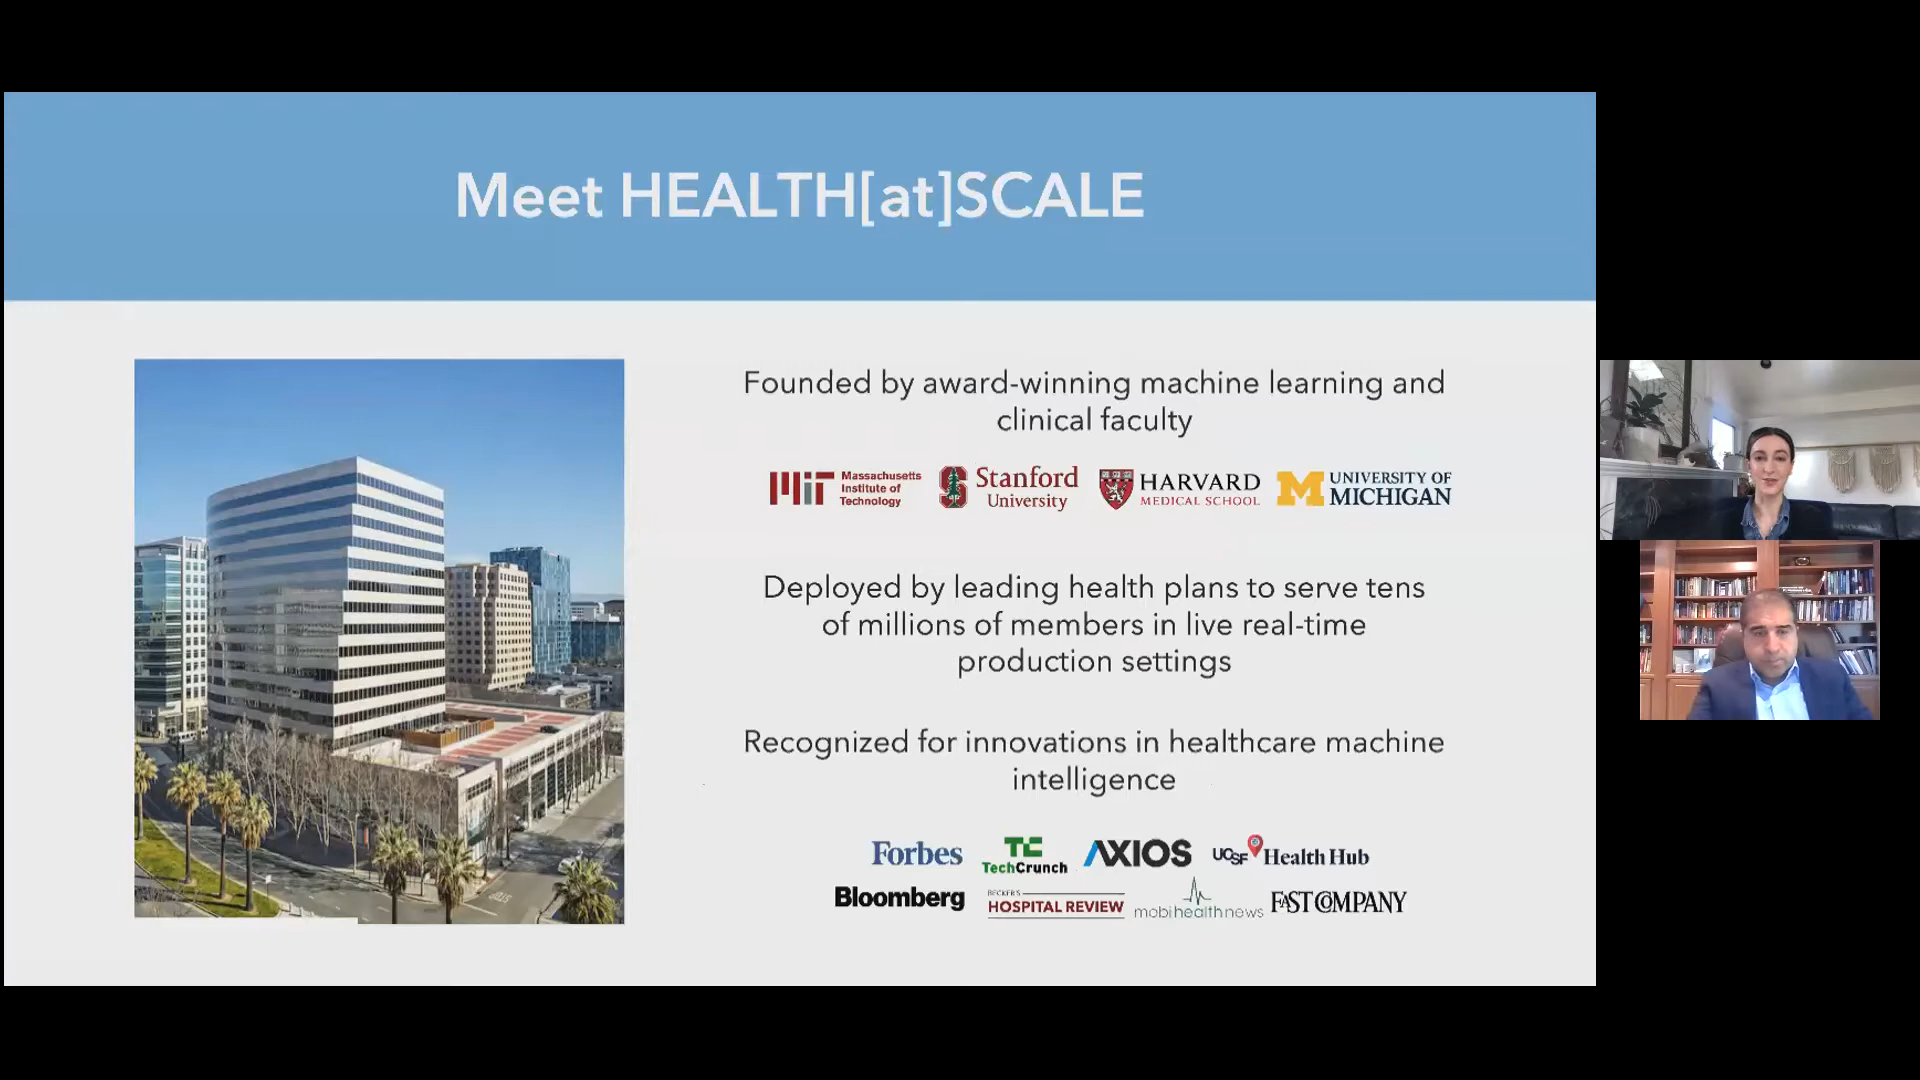 Meet HEALTH[at]SCALE
Founded by award-winning machine learning and
clinical faculty
MIT Massachusetts
Institute of
Technology
Stanford
University
HARVARD
MEDICAL SCHOOL
M UNIVERSITY OF
MICHIGAN
Deployed by leading health plans to serve tens
of millions of members in live real-time
production settings
Recognized for innovations in healthcare machine
intelligence
Forbes
TC
TechCrunch
AXIOS
UCSF Health Hub
Bloomberg
BECKER'S
HOSPITAL REVIEW
mobihealthnews
FAST COMPANY